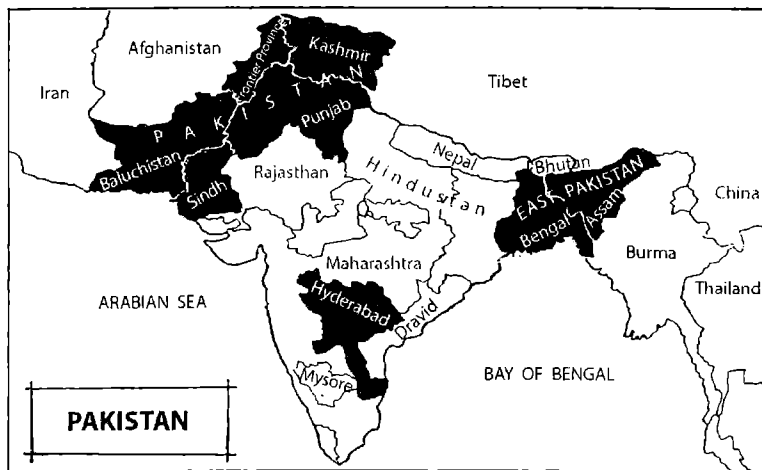 Afghanistan
Frontier Province
Kashmir
Iran
Tibet
PAKISTAN
Punjab
Baluchistan
Sindh
Rajasthan
Nepal
Bhutan
Hindustan
EAST PAKISTAN
Bengal
Assam
China
Burma
Maharashtra
Thailand
ARABIAN SEA
Hyderabad
Dravid
Mysore
BAY OF BENGAL
PAKISTAN